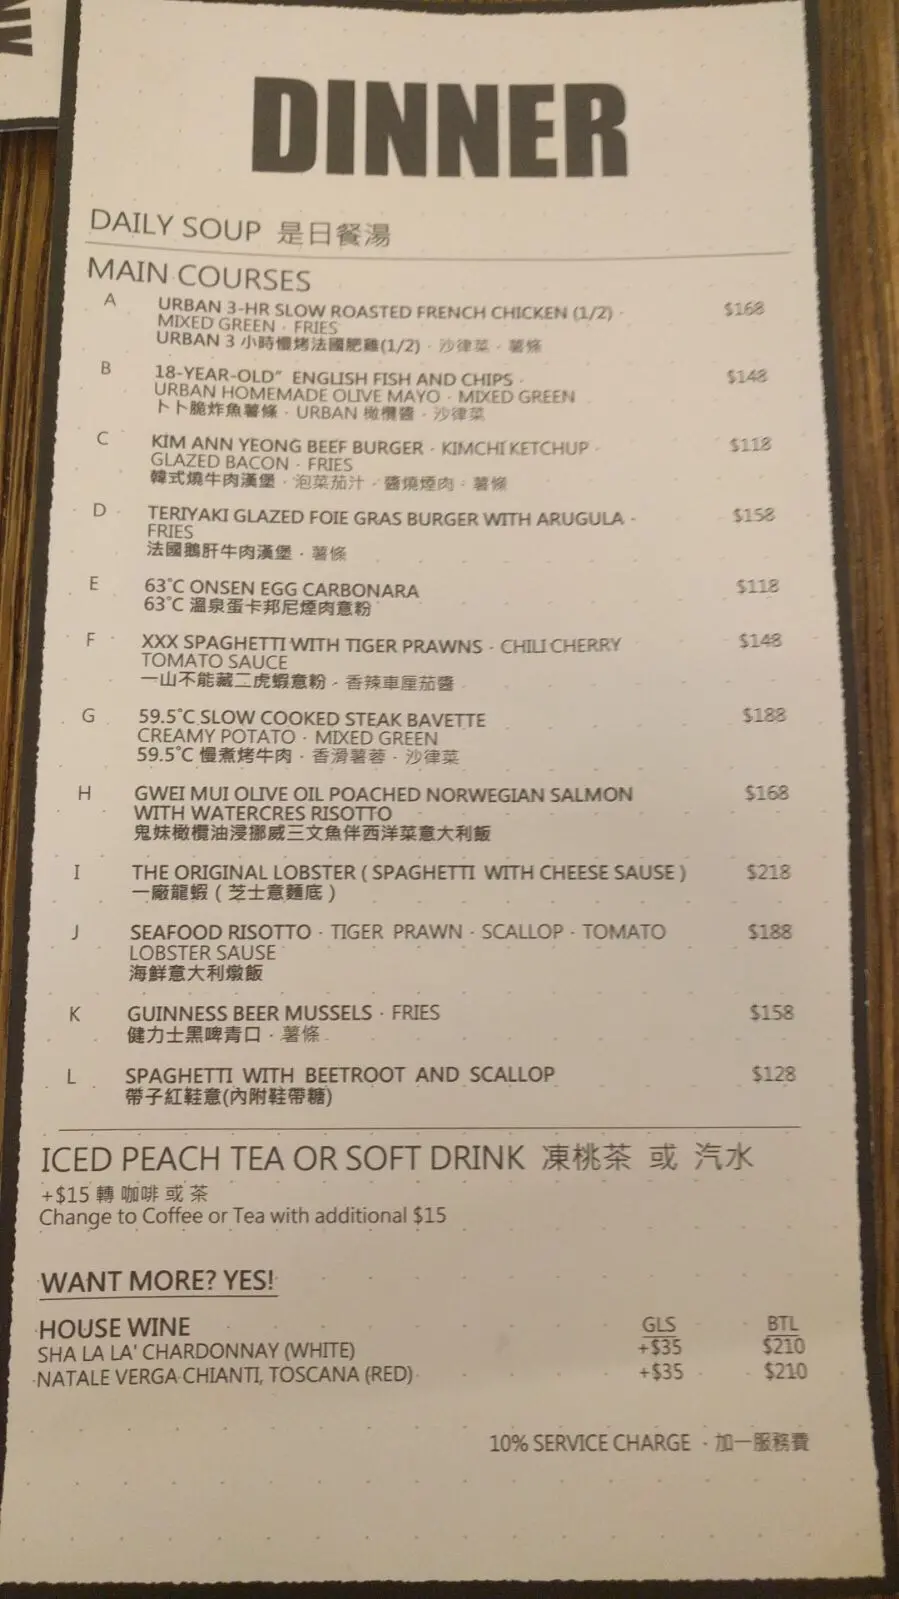 DINNER
DAILY SOUP 是日餐湯
MAIN COURSES
A URBAN 3-HR SLOW ROASTED FRENCH CHICKEN (1/2) · $168
MIXED GREEN · FRIES
URBAN 3 小時慢烤法國肥雞(1/2) · 沙律菜 · 薯條
B 18-YEAR-OLD" ENGLISH FISH AND CHIPS · $148
URBAN HOMEMADE OLIVE MAYO · MIXED GREEN
卜卜脆炸魚薯條 · URBAN 橄欖醬 · 沙律菜
C KIM ANN YEONG BEEF BURGER · KIMCHI KETCHUP · $118
GLAZED BACON · FRIES
韓式燒牛肉漢堡 · 泡菜茄汁 · 醬燒煙肉 · 薯條
D TERIYAKI GLAZED FOIE GRAS BURGER WITH ARUGULA · $158
FRIES
法國鵝肝牛肉漢堡 · 薯條
E 63°C ONSEN EGG CARBONARA $118
63°C 溫泉蛋卡邦尼煙肉意粉
F XXX SPAGHETTI WITH TIGER PRAWNS · CHILI CHERRY $148
TOMATO SAUCE
一山不能藏二虎蝦意粉 · 香辣車厘茄醬
G 59.5°C SLOW COOKED STEAK BAVETTE $188
CREAMY POTATO · MIXED GREEN
59.5°C 慢煮烤牛肉 · 香滑薯蓉 · 沙律菜
H GWEI MUI OLIVE OIL POACHED NORWEGIAN SALMON $168
WITH WATERCRES RISOTTO
鬼妹橄欖油浸挪威三文魚伴西洋菜意大利飯
I THE ORIGINAL LOBSTER ( SPAGHETTI WITH CHEESE SAUSE ) $218
一廠龍蝦 ( 芝士意麵底 )
J SEAFOOD RISOTTO · TIGER PRAWN · SCALLOP · TOMATO $188
LOBSTER SAUSE
海鮮意大利燉飯
K GUINNESS BEER MUSSELS · FRIES $158
健力士黑啤青口 · 薯條
L SPAGHETTI WITH BEETROOT AND SCALLOP $128
帶子紅鞋意(內附鞋帶糖)
ICED PEACH TEA OR SOFT DRINK 凍桃茶 或 汽水
+$15 轉 咖啡 或 茶
Change to Coffee or Tea with additional $15
WANT MORE? YES!
HOUSE WINE GLS BTL
SHA LA LA' CHARDONNAY (WHITE) +$35 $210
NATALE VERGA CHIANTI, TOSCANA (RED) +$35 $210
10% SERVICE CHARGE · 加一服務費